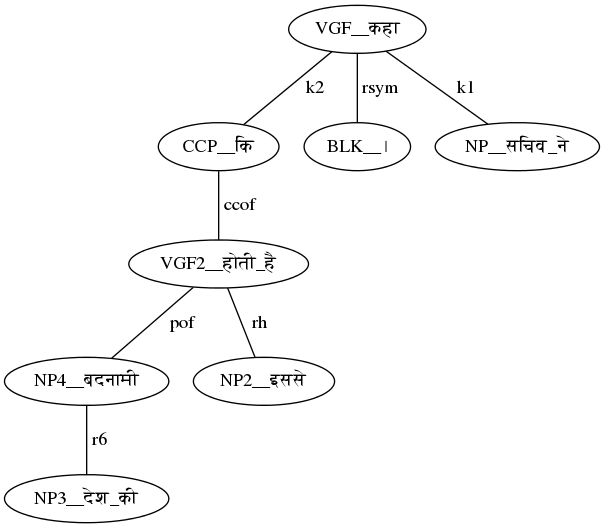 VGF__कहा
k2 rsym k1
CCP__कि BLK__। NP__सचिव_ने
ccof
VGF2__होती_है
pof rh
NP4__बदनामी NP2__इससे
r6
NP3__देश_की